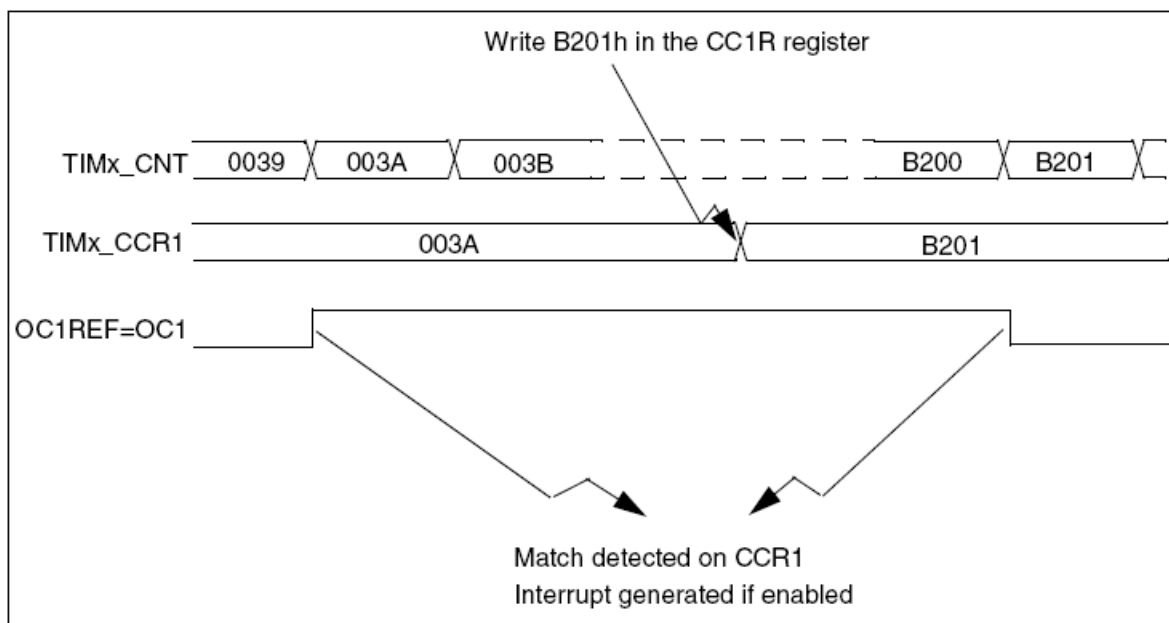 Write B201h in the CC1R register
TIMx_CNT 0039 003A 003B B200 B201
TIMx_CCR1 003A B201
OC1REF=OC1
Match detected on CCR1
Interrupt generated if enabled